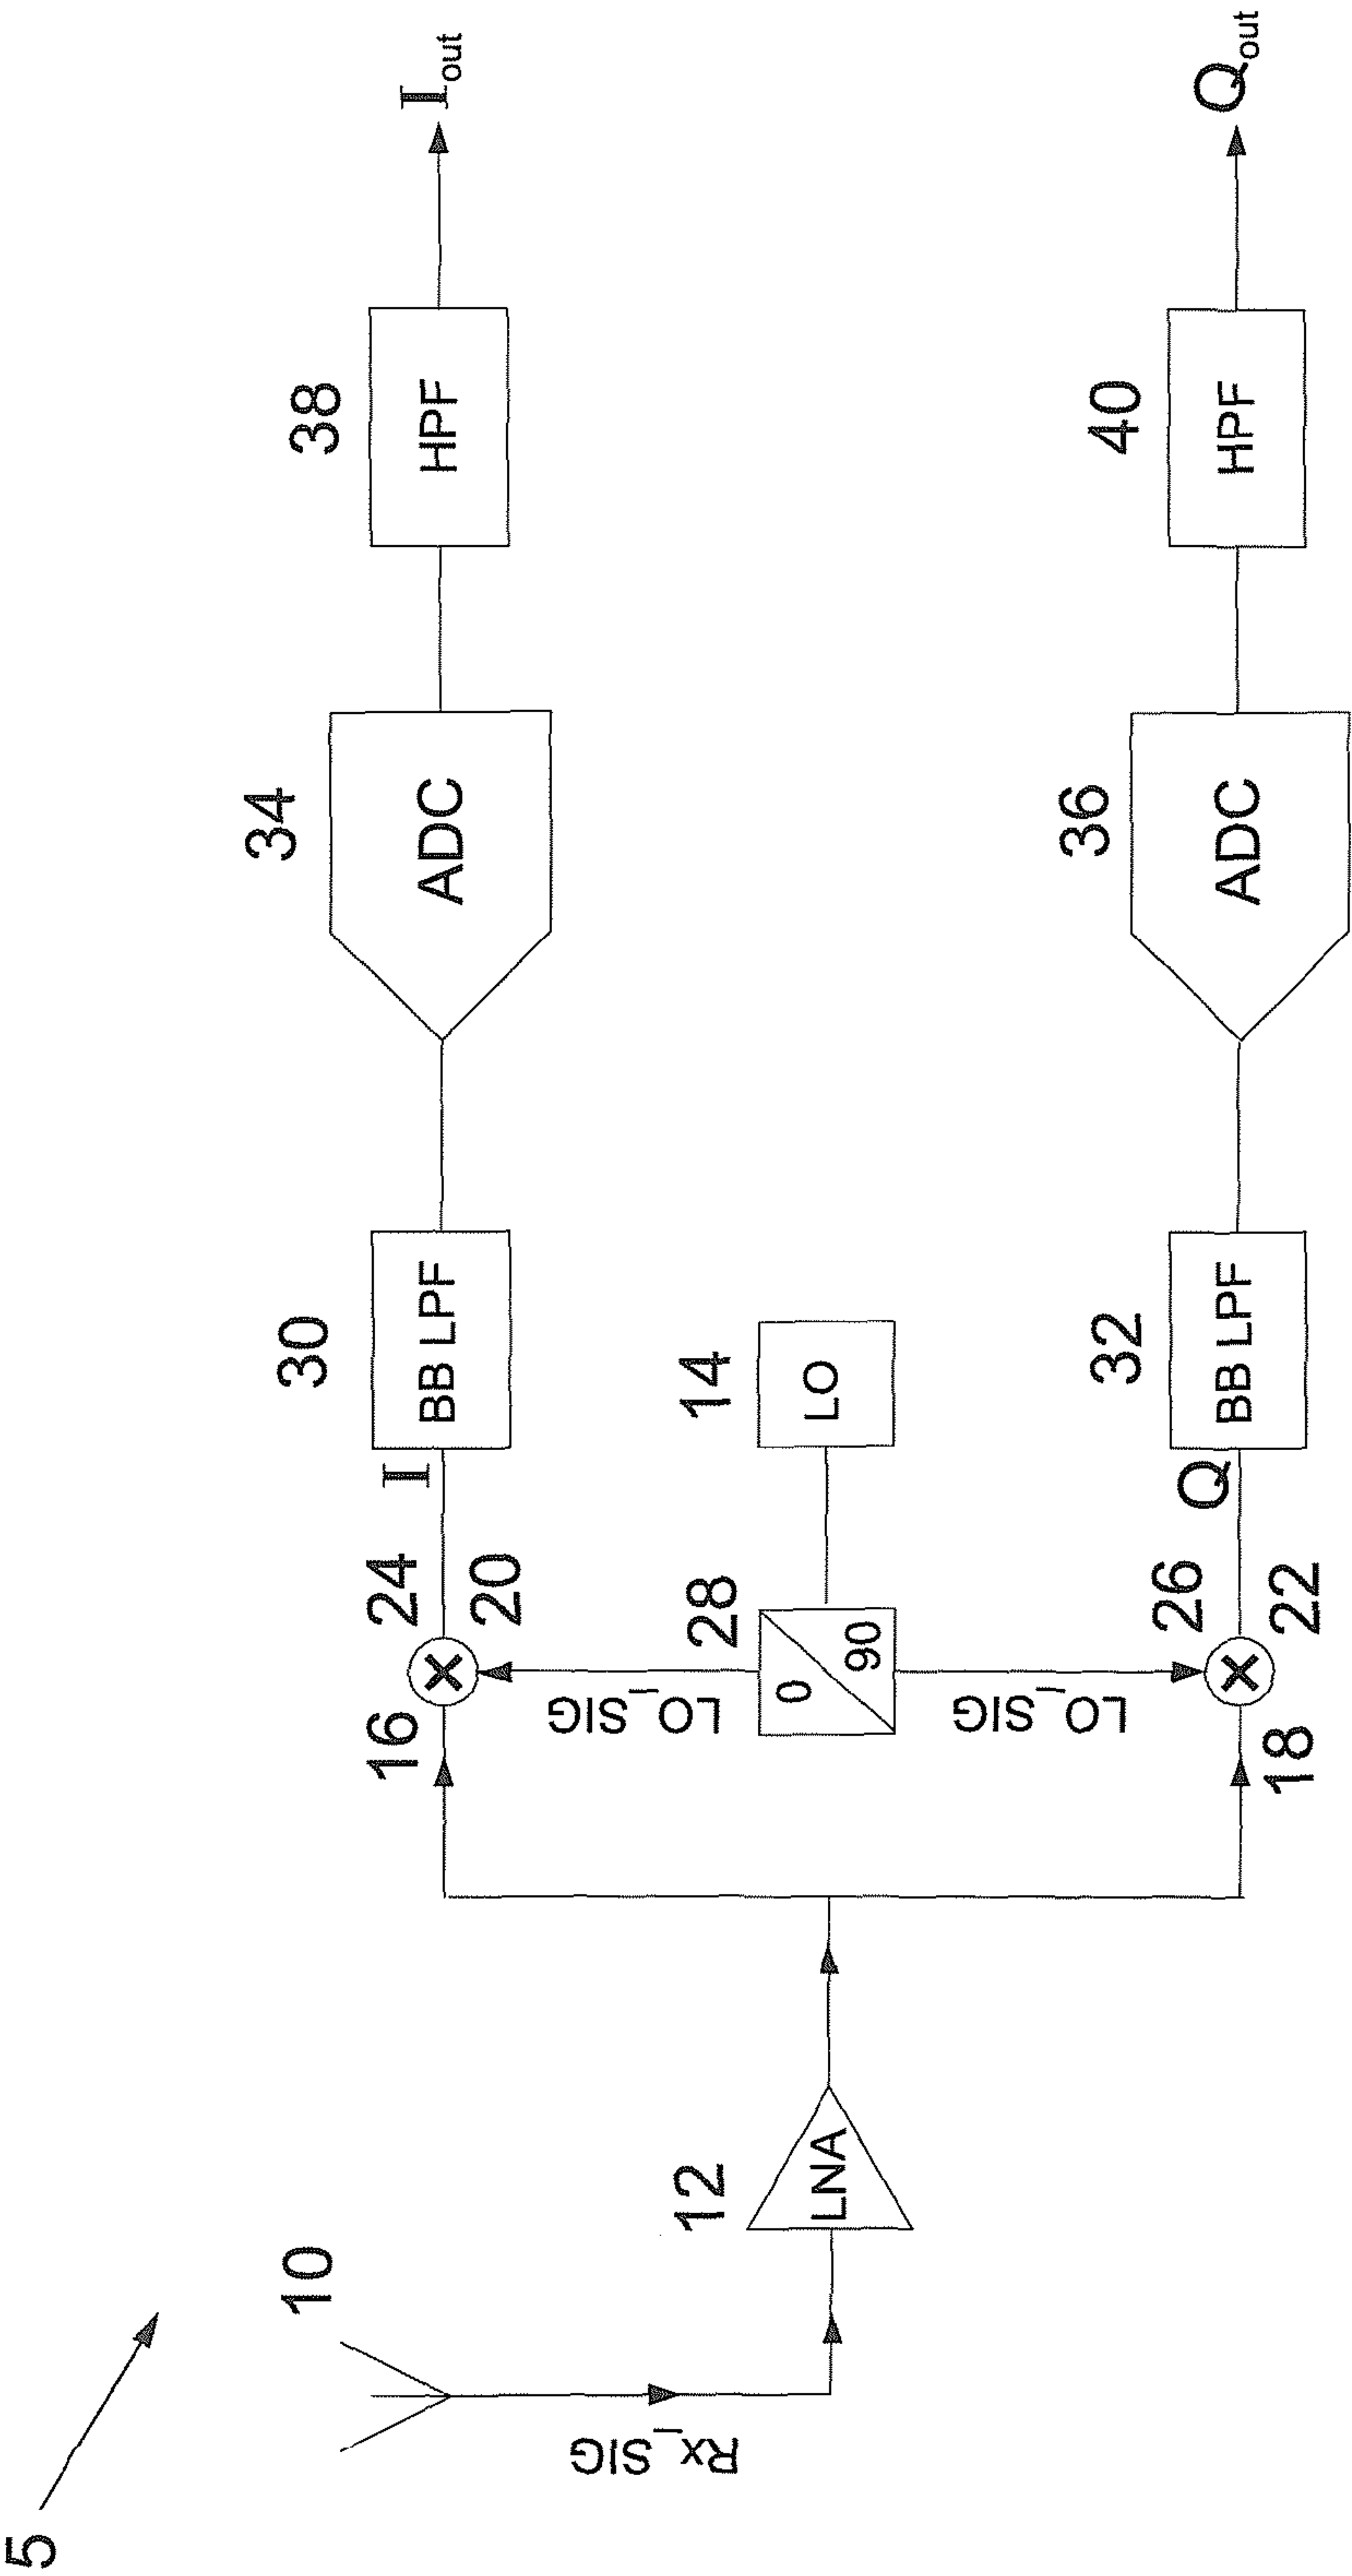 5
10
Rx_SIG
12
LNA
16
24
20
I
30
BB LPF
34
ADC
38
HPF
Iout
LO_SIG
28
0
90
14
LO
LO_SIG
18
26
22
Q
32
BB LPF
36
ADC
40
HPF
Qout